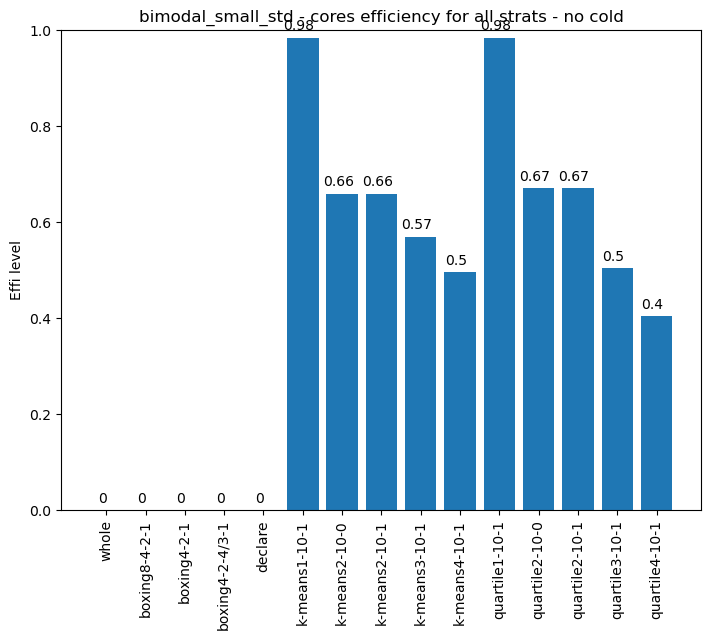 bimodal_small_std - cores efficiency for all strats - no cold
Effi level
1.0
0.8
0.6
0.4
0.2
0.0
0
0
0
0
0
0.98
0.66
0.66
0.57
0.5
0.98
0.67
0.67
0.5
0.4
whole
boxing8-4-2-1
boxing4-2-1
boxing4-2-4/3-1
declare
k-means1-10-1
k-means2-10-0
k-means2-10-1
k-means3-10-1
k-means4-10-1
quartile1-10-1
quartile2-10-0
quartile2-10-1
quartile3-10-1
quartile4-10-1